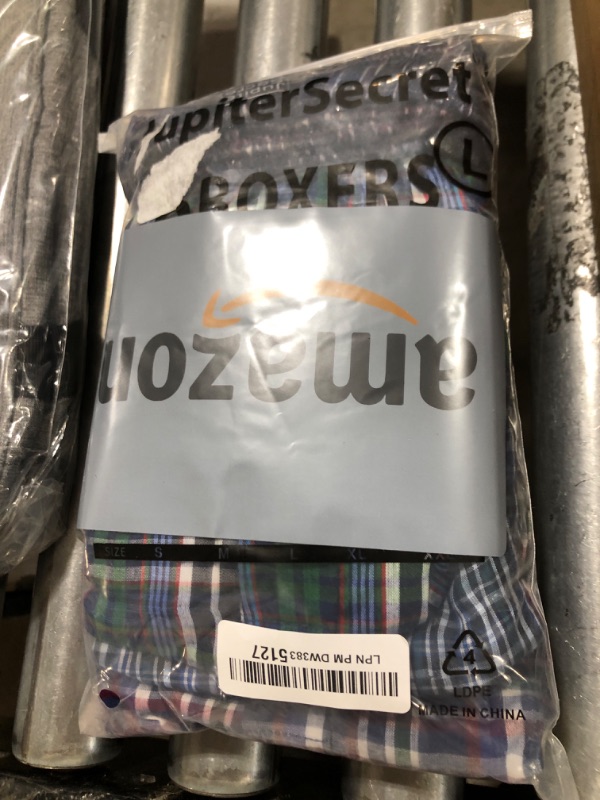 JupiterSecret
BOXERS L
amazon
SIZE S M L XL
LPN PM DW3835127
4
LDPE
MADE IN CHINA